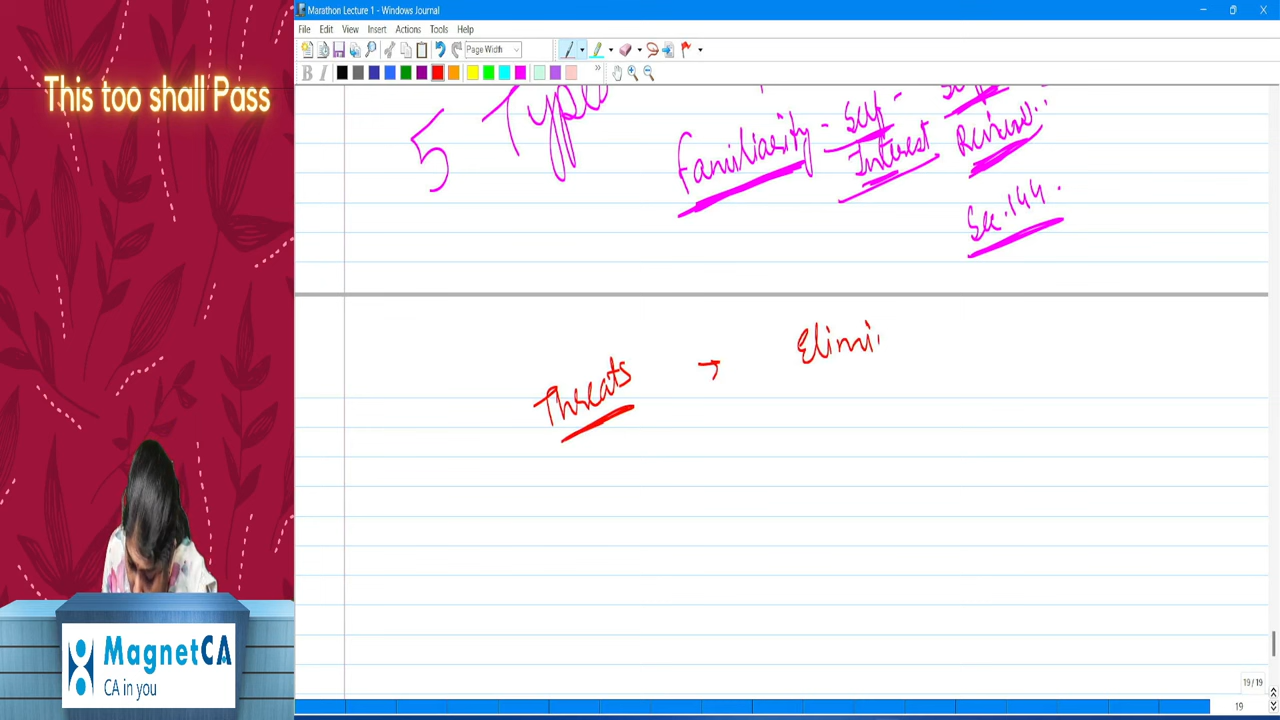 Marathon Lecture 1 - Windows Journal
File Edit View Insert Actions Tools Help
Page Width
B I
This too shall Pass
5 Types
Familiarity - Self - Interest
Review..
Sec. 144.
Threats → Elimi
MagnetCA
CA in you
19 / 19
19